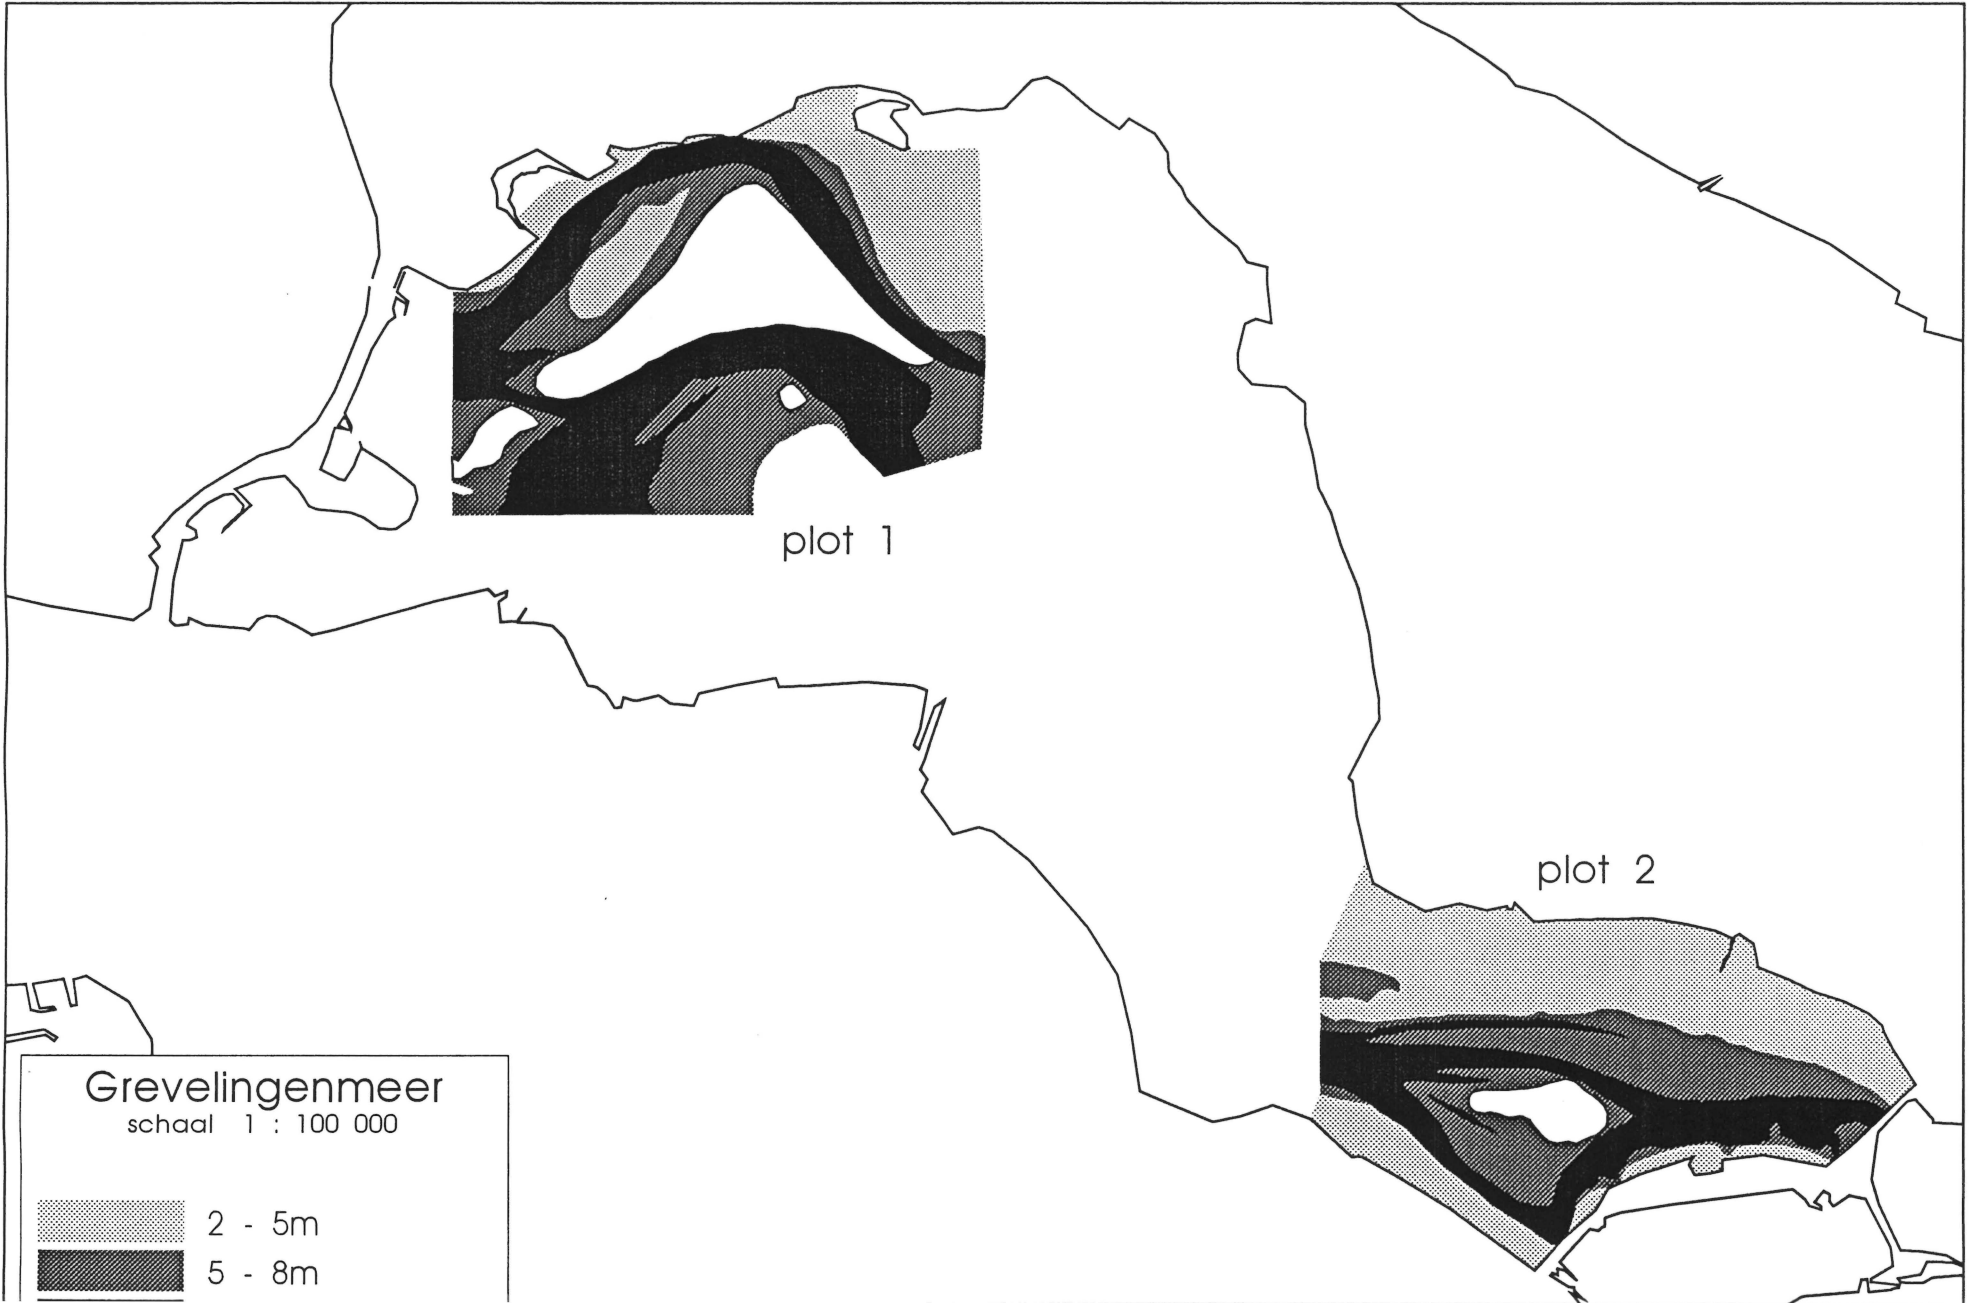 plot 1
plot 2
Grevelingenmeer
schaal 1 : 100 000
2 - 5m
5 - 8m